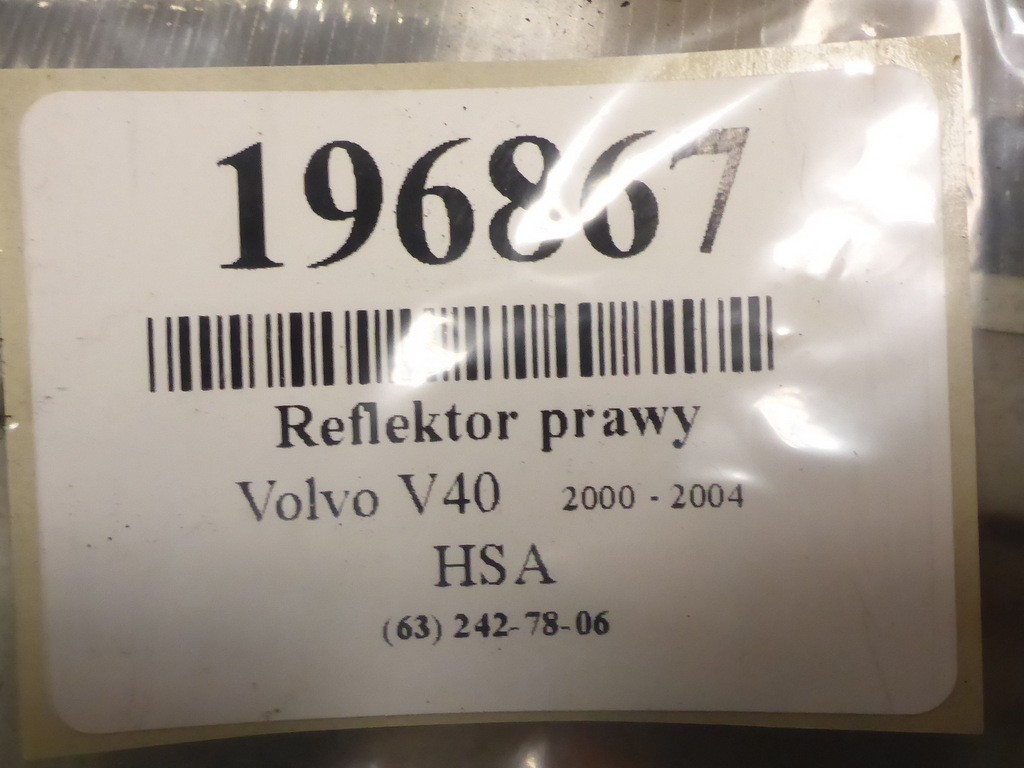 196867
Reflektor prawy
Volvo V40 2000 - 2004
HSA
(63) 242-78-06